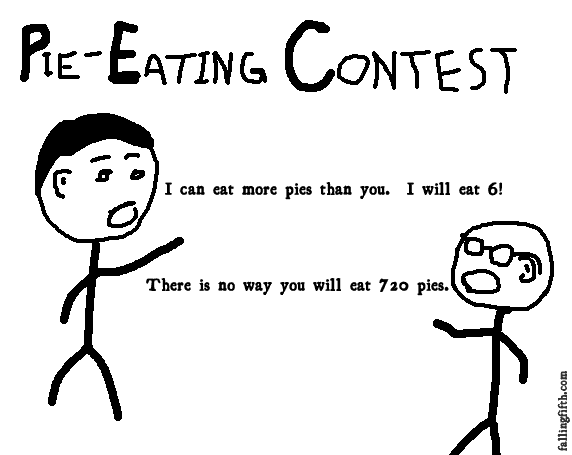 PIE-EATING CONTEST
I can eat more pies than you.  I will eat 6!
There is no way you will eat 720 pies.
fallingfifth.com